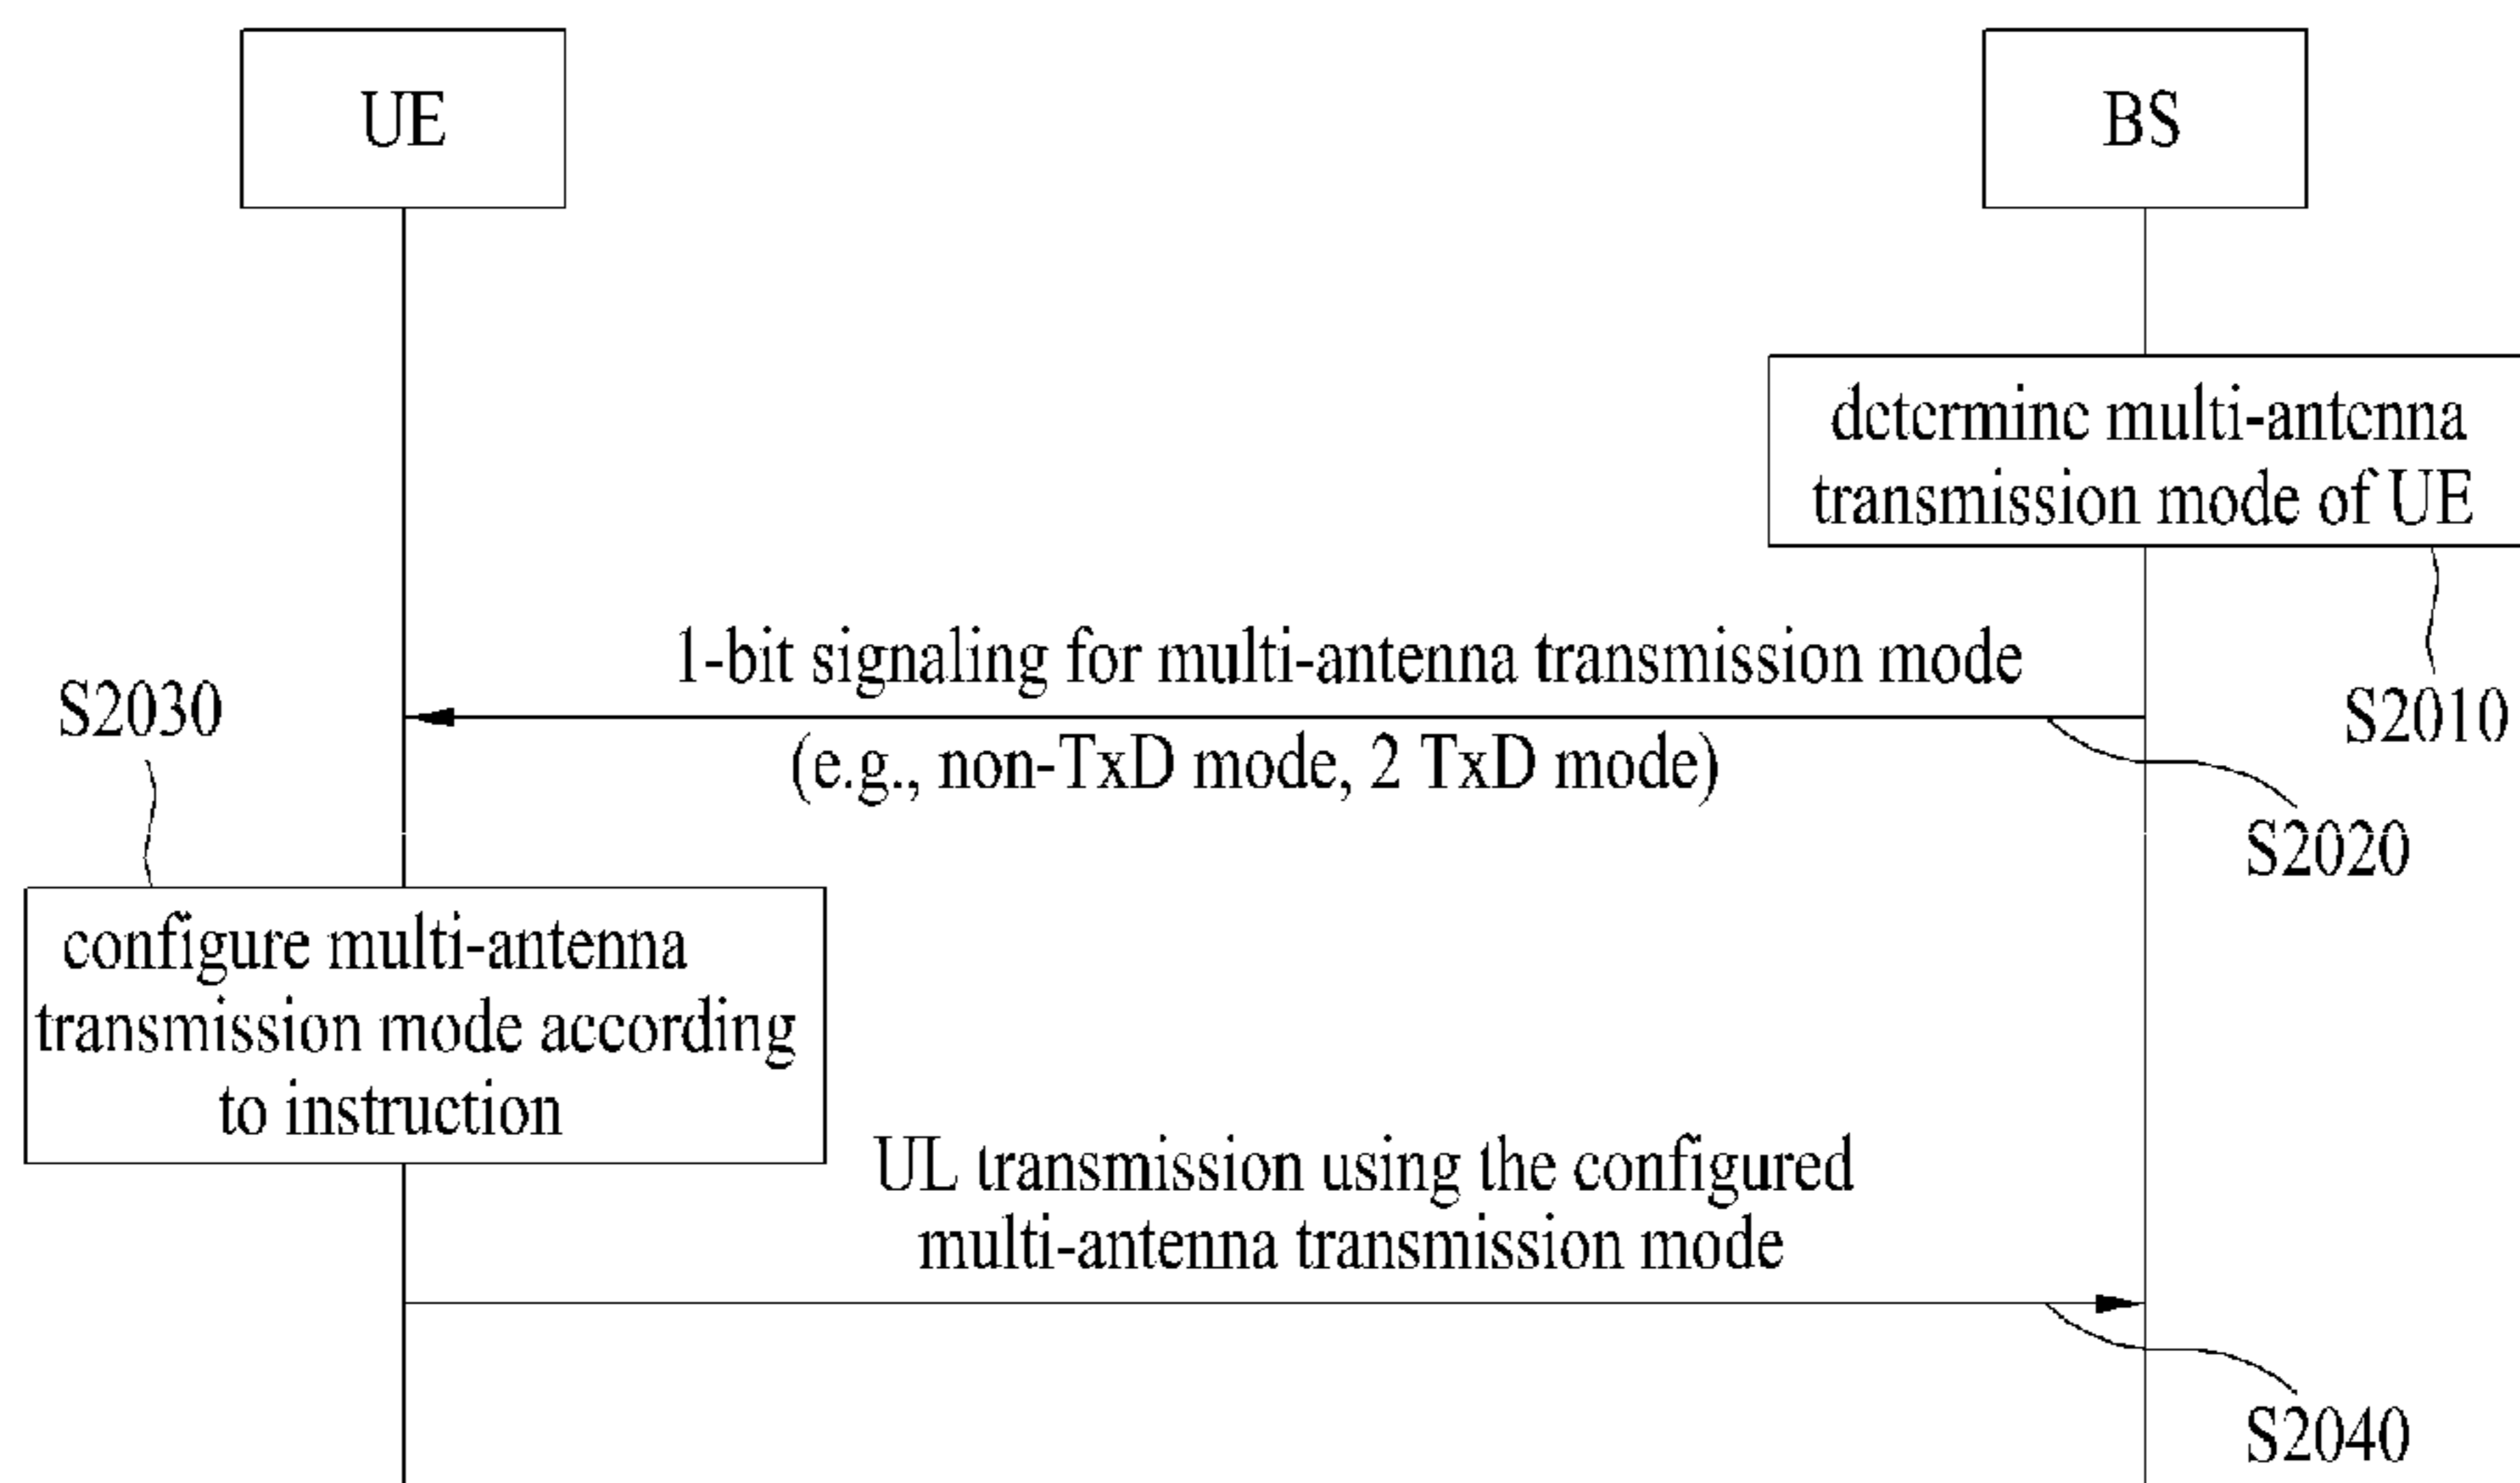 UE
BS
determine multi-antenna
transmission mode of UE
S2010
1-bit signaling for multi-antenna transmission mode
(e.g., non-TxD mode, 2 TxD mode)
S2020
S2030
configure multi-antenna
transmission mode according
to instruction
UL transmission using the configured
multi-antenna transmission mode
S2040